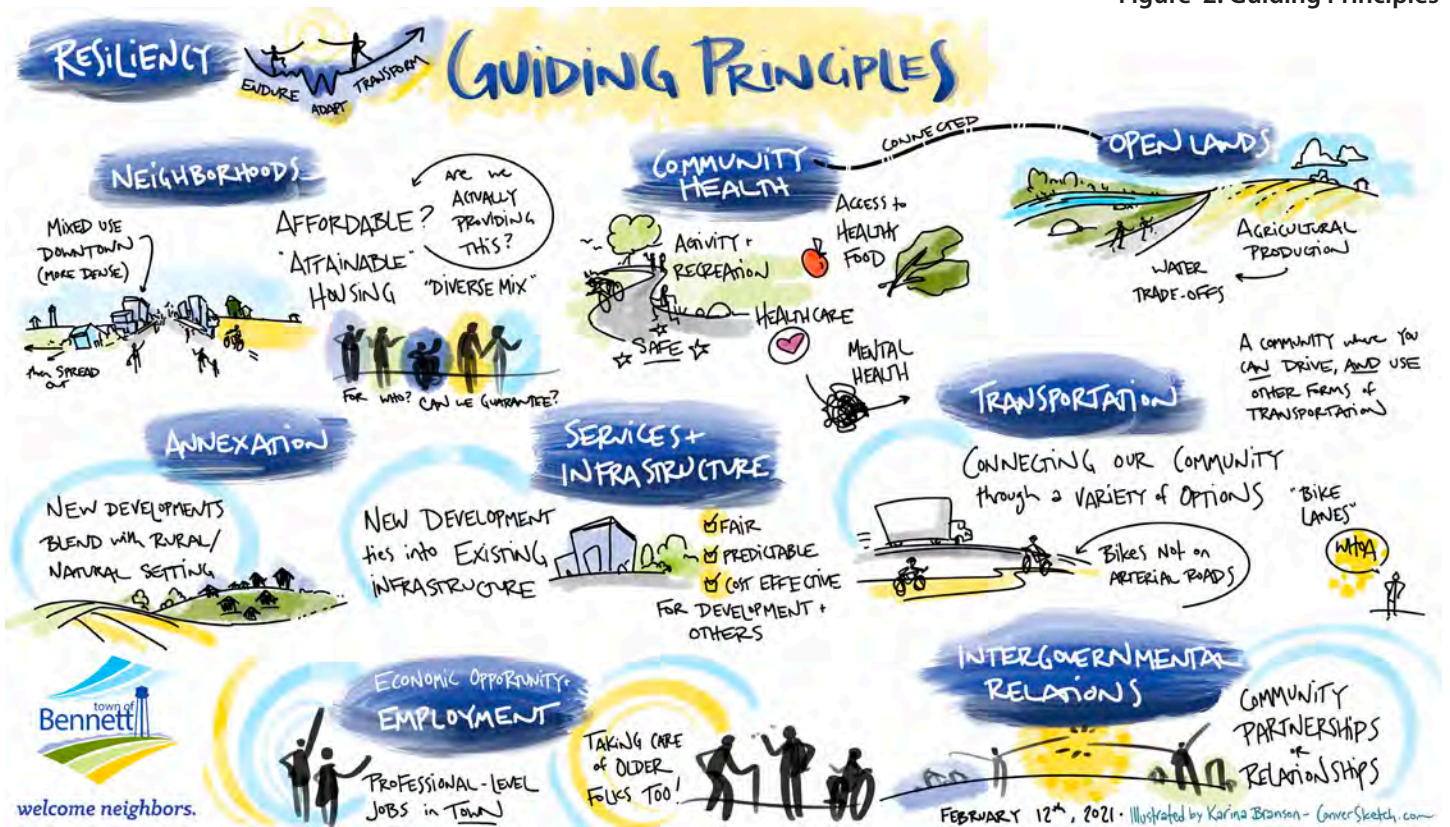 Figure 2. Guiding Principles
RESILIENCY
ENDURE
ADAPT
TRANSFORM
GUIDING PRINCIPLES
NEIGHBORHOODS
MIXED USE
DOWNTOWN
(MORE DENSE)
then SPREAD
out
AFFORDABLE?
"ATTAINABLE"
HOUSING
ARE WE
ACTUALLY
PROVIDING
THIS?
"DIVERSE MIX"
FOR WHO?
CAN WE GUARANTEE?
COMMUNITY
HEALTH
CONNECTED
OPEN LANDS
ACTIVITY +
RECREATION
SAFE
ACCESS to
HEALTHY
FOOD
HEALTHCARE
MENTAL
HEALTH
AGRICULTURAL
PRODUCTION
WATER
TRADE-OFFS
ANNEXATION
NEW DEVELOPMENTS
BLEND with RURAL/
NATURAL SETTING
SERVICES +
INFRASTRUCTURE
NEW DEVELOPMENT
ties into EXISTING
INFRASTRUCTURE
FAIR
PREDICTABLE
COST EFFECTIVE
FOR DEVELOPMENT +
OTHERS
TRANSPORTATION
A COMMUNITY where YOU
CAN DRIVE, AND USE
OTHER FORMS of
TRANSPORTATION
CONNECTING OUR COMMUNITY
through a VARIETY of OPTIONS
Bikes Not on
ARTERIAL ROADS
"BIKE
LANES"
WHOA
town of
Bennett
welcome neighbors.
ECONOMIC OPPORTUNITY +
EMPLOYMENT
PROFESSIONAL-LEVEL
JOBS in TOWN
TAKING CARE
of OLDER
FOLKS TOO!
INTERGOVERNMENTAL
RELATIONS
COMMUNITY
PARTNERSHIPS
or
RELATIONSHIPS
FEBRUARY 12th, 2021 · Illustrated by Karina Branson - ConverSketch.com